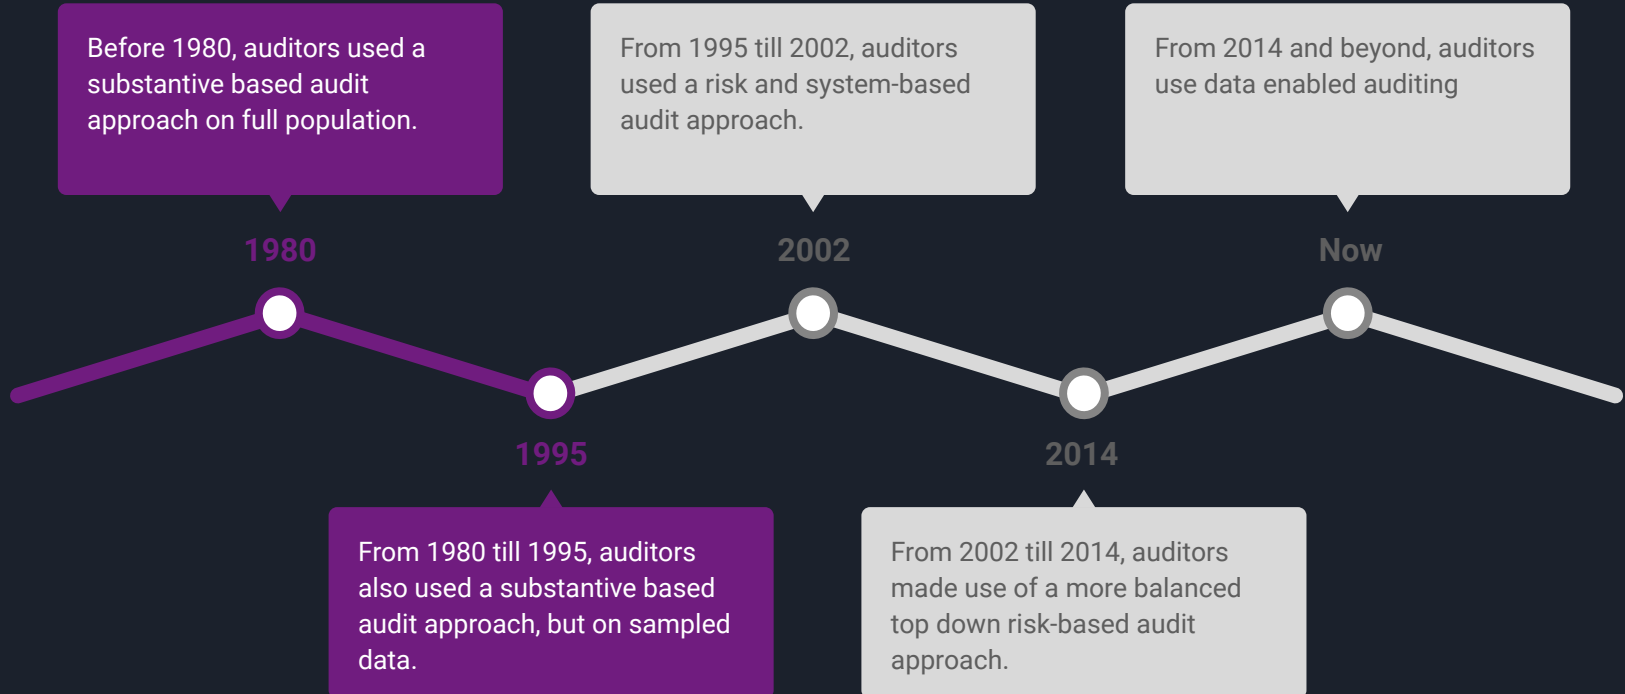 Before 1980, auditors used a
substantive based audit
approach on full population.
From 1995 till 2002, auditors
used a risk and system-based
audit approach.
From 2014 and beyond, auditors
use data enabled auditing
1980
2002
Now
1995
2014
From 1980 till 1995, auditors
also used a substantive based
audit approach, but on sampled
data.
From 2002 till 2014, auditors
made use of a more balanced
top down risk-based audit
approach.